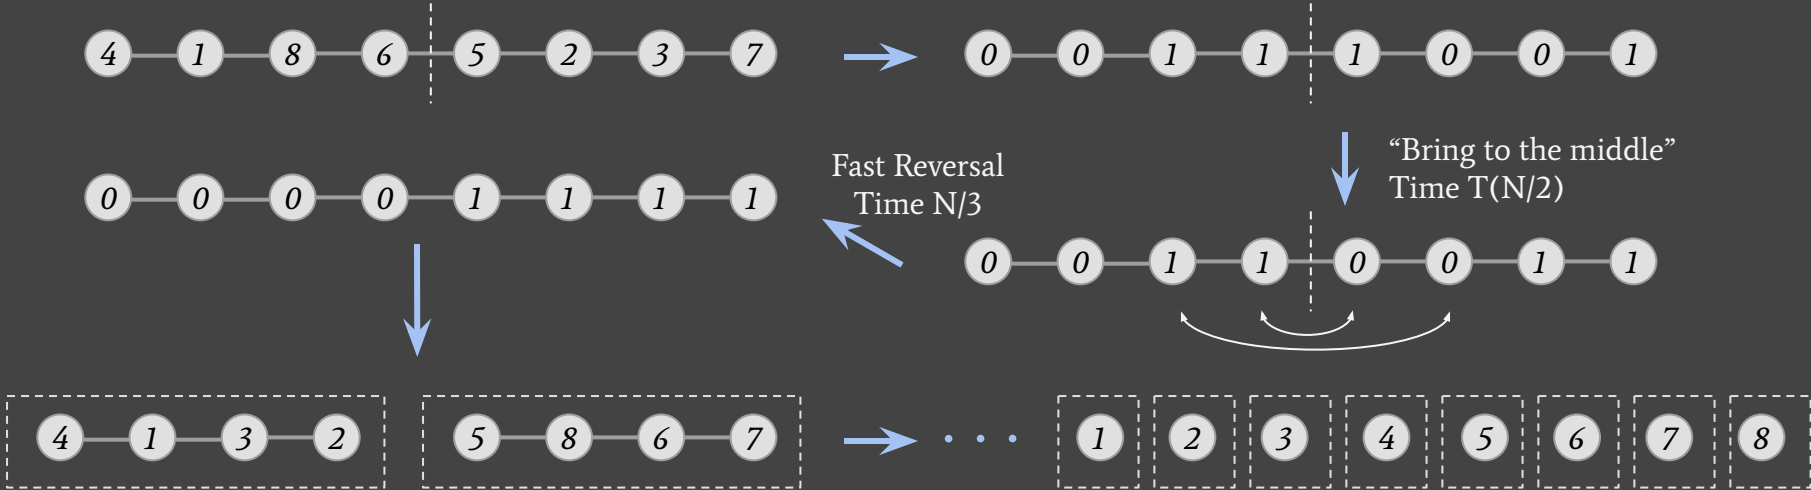 4 1 8 6 5 2 3 7
0 0 1 1 1 0 0 1
“Bring to the middle”
Time T(N/2)
Fast Reversal
Time N/3
0 0 0 0 1 1 1 1
0 0 1 1 0 0 1 1
4 1 3 2
5 8 6 7
. . .
1 2 3 4 5 6 7 8